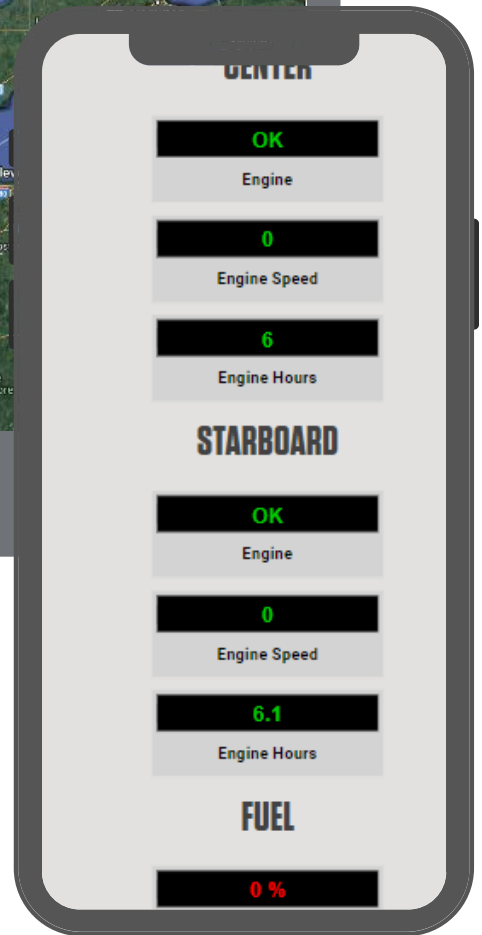 CENTER
OK
Engine
0
Engine Speed
6
Engine Hours
STARBOARD
OK
Engine
0
Engine Speed
6.1
Engine Hours
FUEL
0 %